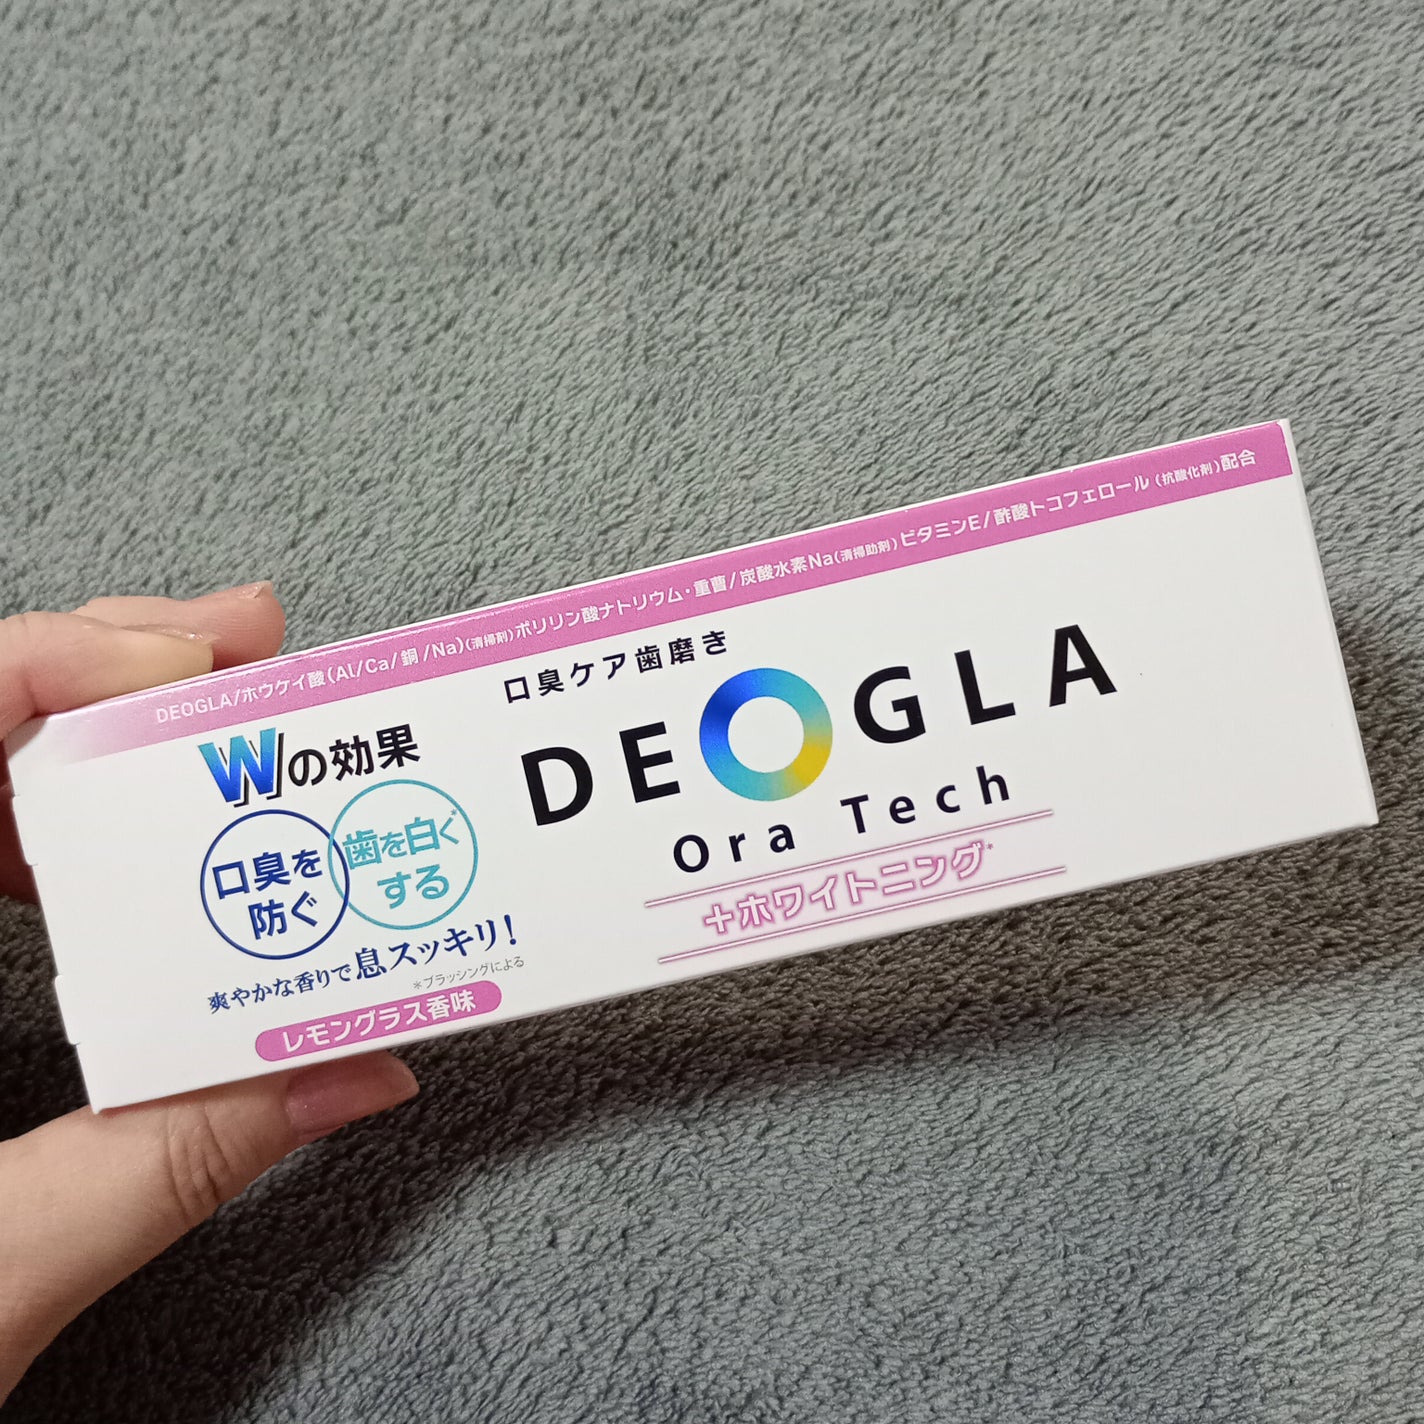 DEOGLA/ホウケイ酸(Al/Ca/銅/Na)(清掃剤)ポリリン酸ナトリウム・重曹/炭酸水素Na(清掃助剤)ビタミンE/酢酸トコフェロール(抗酸化剤)配合
口臭ケア歯磨き
DEOGLA
Ora Tech
+ホワイトニング*
Wの効果
口臭を
防ぐ
歯を白く*
する
爽やかな香りで息スッキリ!
*ブラッシングによる
レモングラス香味